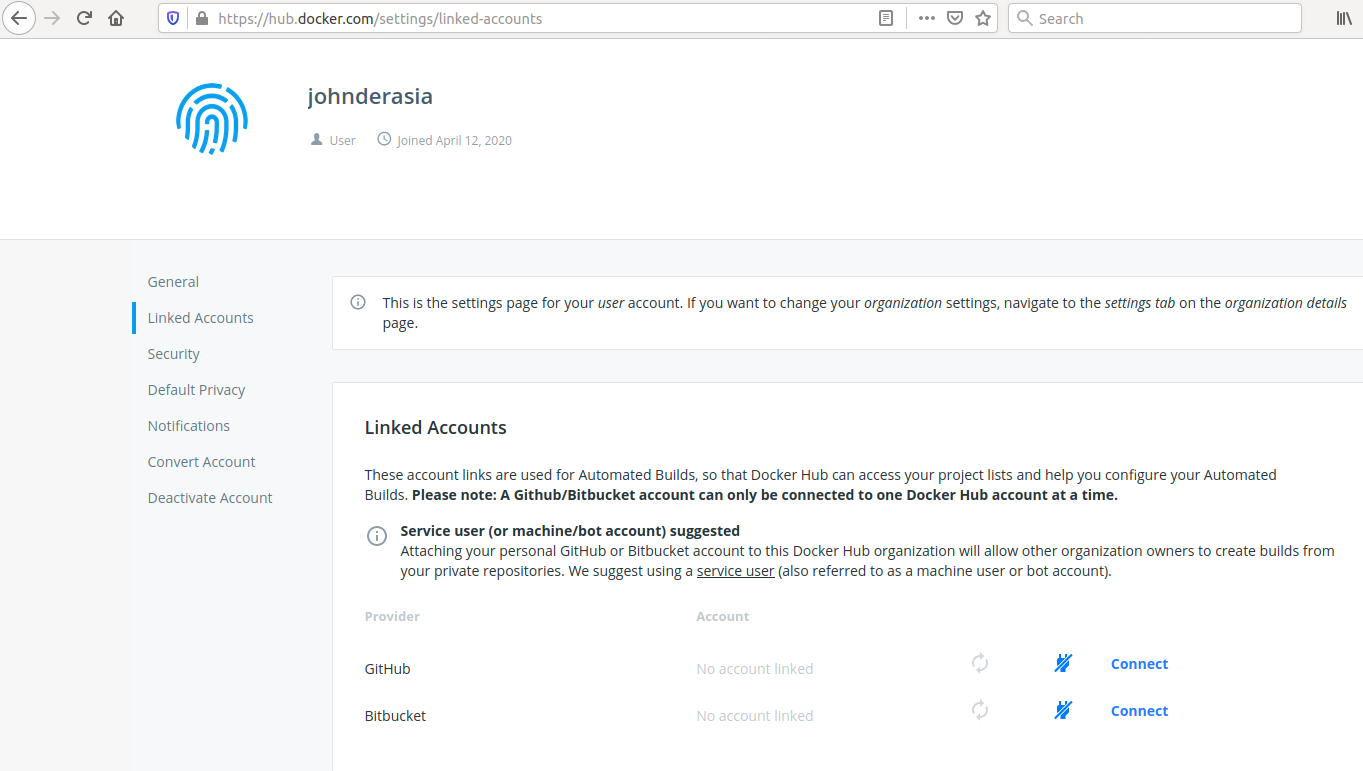 https://hub.docker.com/settings/linked-accounts
Search
johnderasia
User
Joined April 12, 2020
General
Linked Accounts
Security
Default Privacy
Notifications
Convert Account
Deactivate Account
This is the settings page for your user account. If you want to change your organization settings, navigate to the settings tab on the organization details
page.
Linked Accounts
These account links are used for Automated Builds, so that Docker Hub can access your project lists and help you configure your Automated
Builds. Please note: A Github/Bitbucket account can only be connected to one Docker Hub account at a time.
Service user (or machine/bot account) suggested
Attaching your personal GitHub or Bitbucket account to this Docker Hub organization will allow other organization owners to create builds from
your private repositories. We suggest using a service user (also referred to as a machine user or bot account).
Provider Account
GitHub No account linked Connect
Bitbucket No account linked Connect